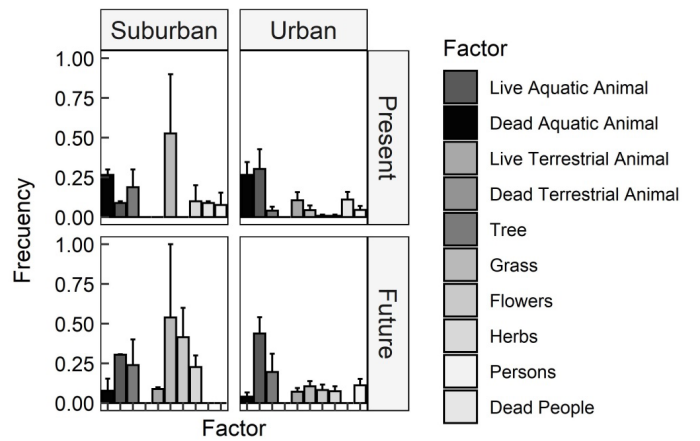 Suburban Urban
Frecuency
1.00
0.75
0.50
0.25
0.00
Present
1.00
0.75
0.50
0.25
0.00
Future
Factor
Factor
Live Aquatic Animal
Dead Aquatic Animal
Live Terrestrial Animal
Dead Terrestrial Animal
Tree
Grass
Flowers
Herbs
Persons
Dead People